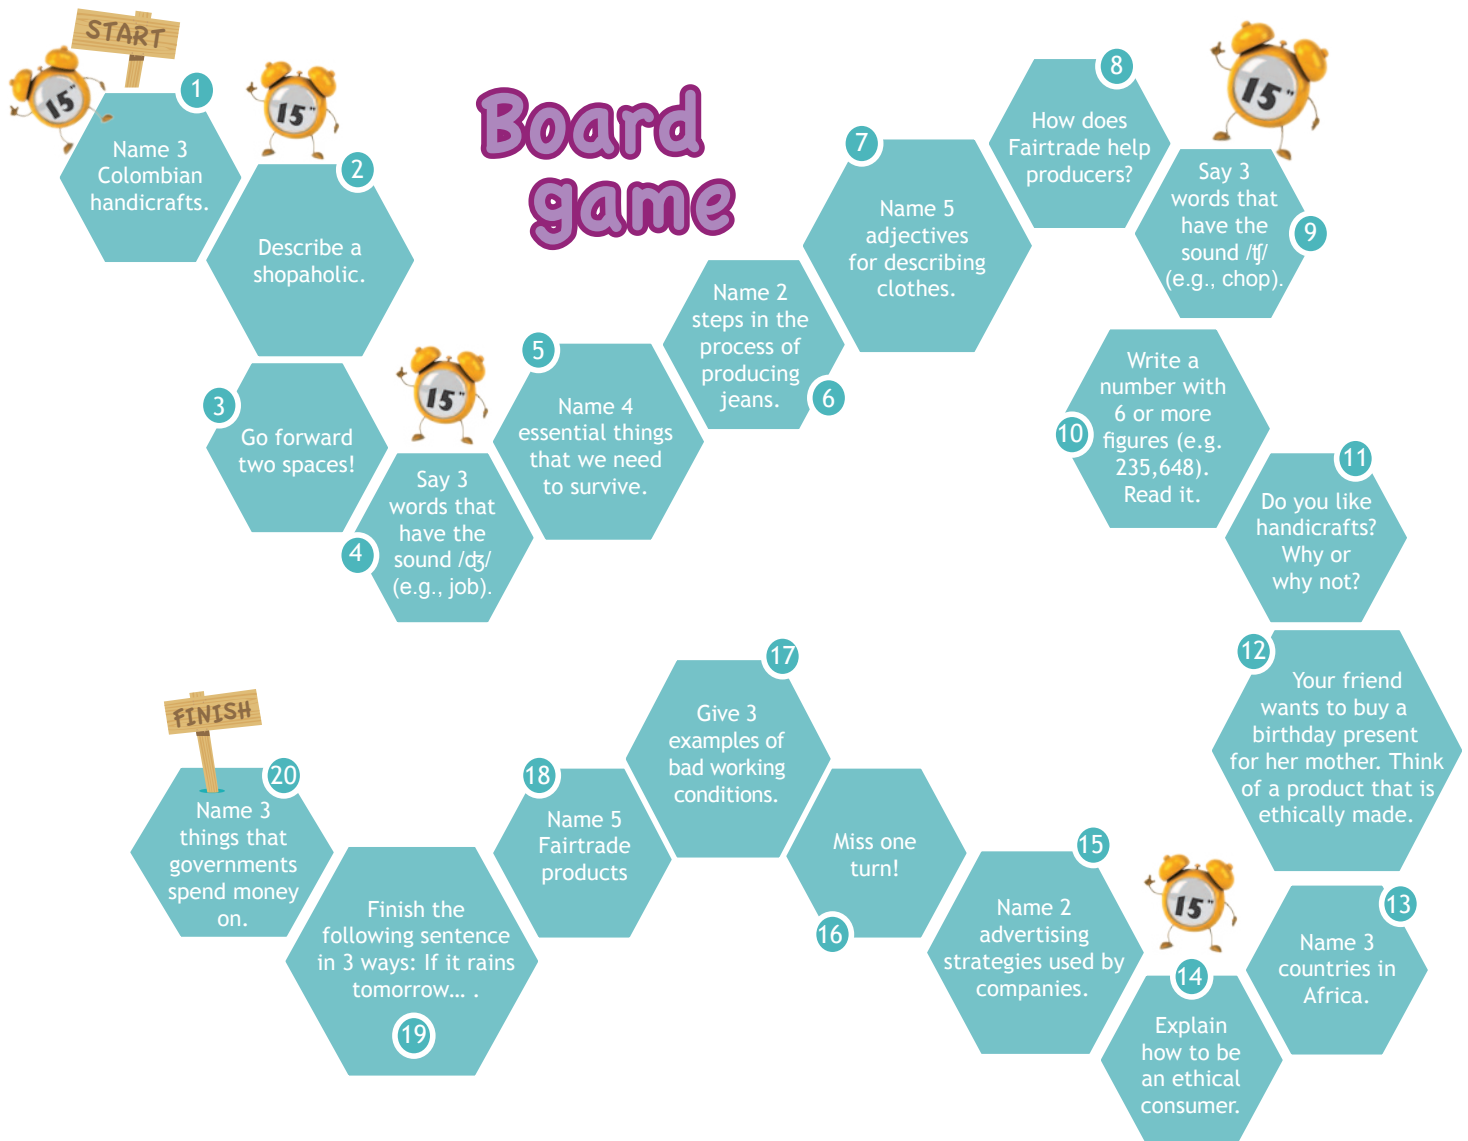 START
15"
1
Name 3
Colombian
handicrafts.
15"
2
Describe a
shopaholic.
Board
game
3
Go forward
two spaces!
15"
4
Say 3
words that
have the
sound /ʤ/
(e.g., job).
5
Name 4
essential things
that we need
to survive.
6
Name 2
steps in the
process of
producing
jeans.
7
Name 5
adjectives
for describing
clothes.
8
How does
Fairtrade help
producers?
15"
9
Say 3
words that
have the
sound /ʧ/
(e.g., chop).
10
Write a
number with
6 or more
figures (e.g.
235,648).
Read it.
11
Do you like
handicrafts?
Why or
why not?
12
Your friend
wants to buy a
birthday present
for her mother. Think
of a product that is
ethically made.
13
Name 3
countries in
Africa.
15"
14
Explain
how to be
an ethical
consumer.
15
Name 2
advertising
strategies used by
companies.
Miss one
turn!
16
17
Give 3
examples of
bad working
conditions.
18
Name 5
Fairtrade
products
Finish the
following sentence
in 3 ways: If it rains
tomorrow... .
19
FINISH
20
Name 3
things that
governments
spend money
on.